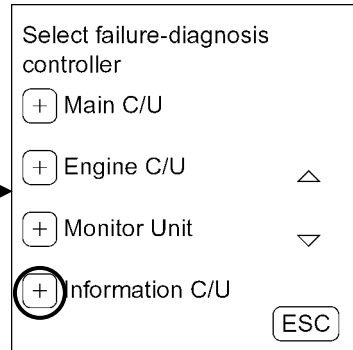 Select failure-diagnosis
controller
+ Main C/U
+ Engine C/U
+ Monitor Unit
+ Information C/U
ESC